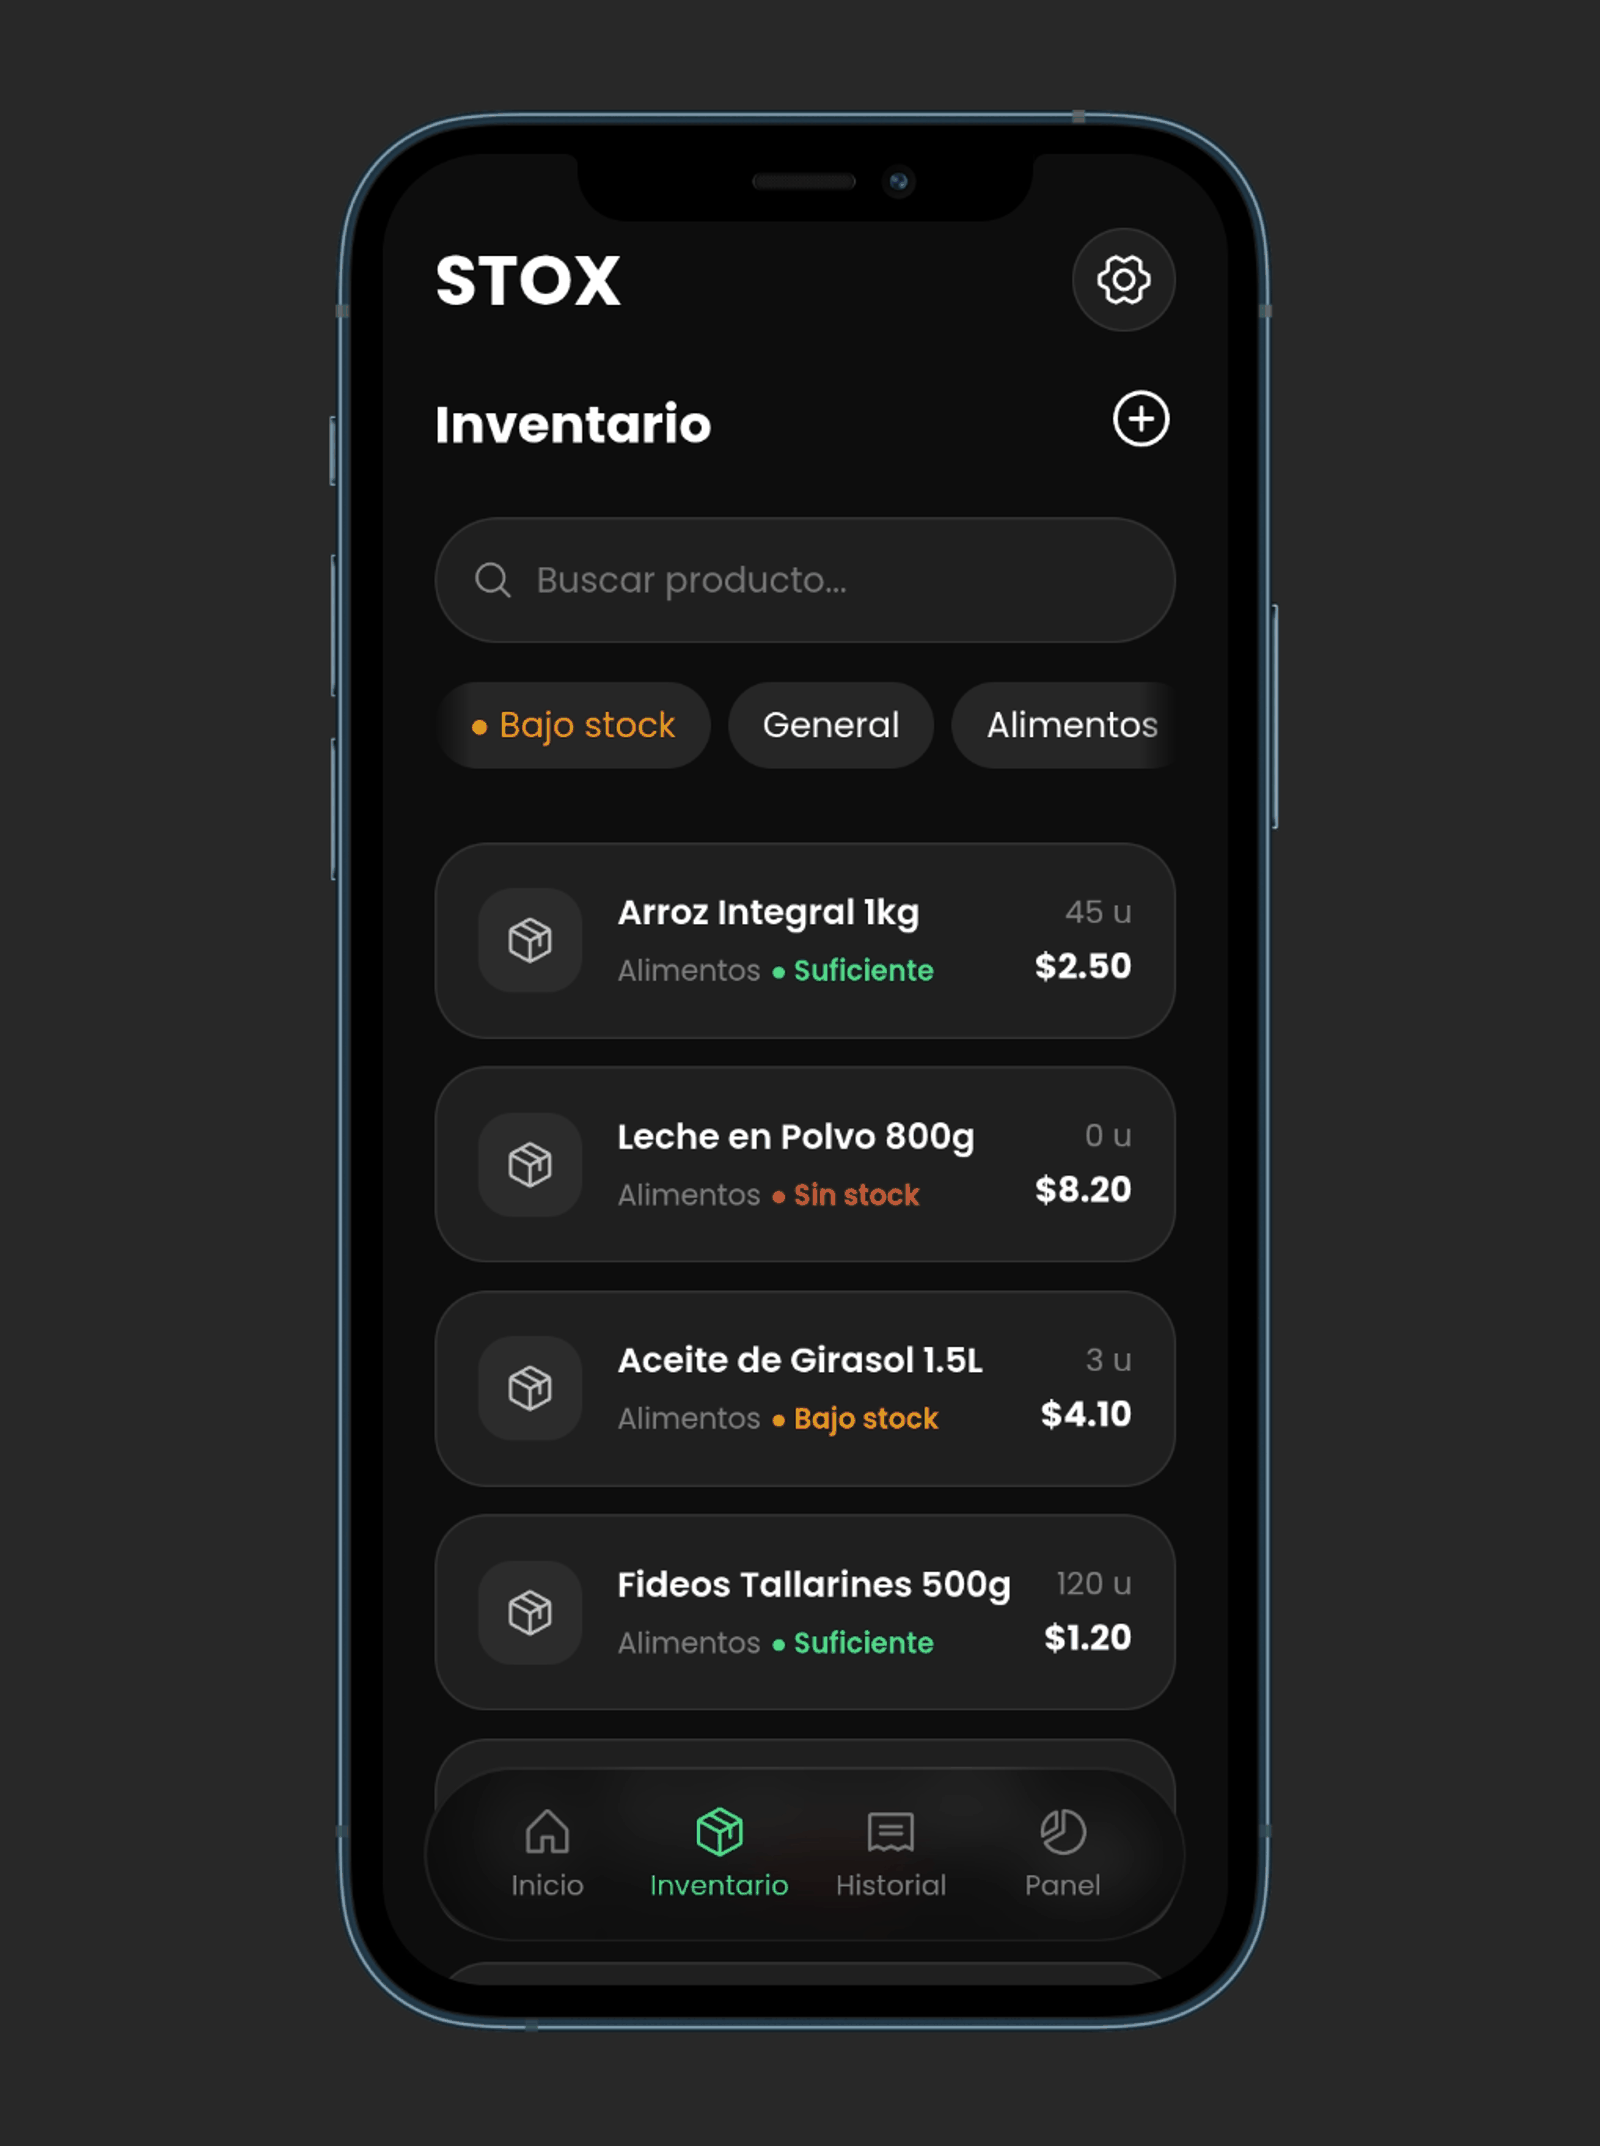 STOX
Inventario
Buscar producto...
• Bajo stock
General
Alimentos
Arroz Integral 1kg
45 u
Alimentos • Suficiente
$2.50
Leche en Polvo 800g
0 u
Alimentos • Sin stock
$8.20
Aceite de Girasol 1.5L
3 u
Alimentos • Bajo stock
$4.10
Fideos Tallarines 500g
120 u
Alimentos • Suficiente
$1.20
Inicio
Inventario
Historial
Panel